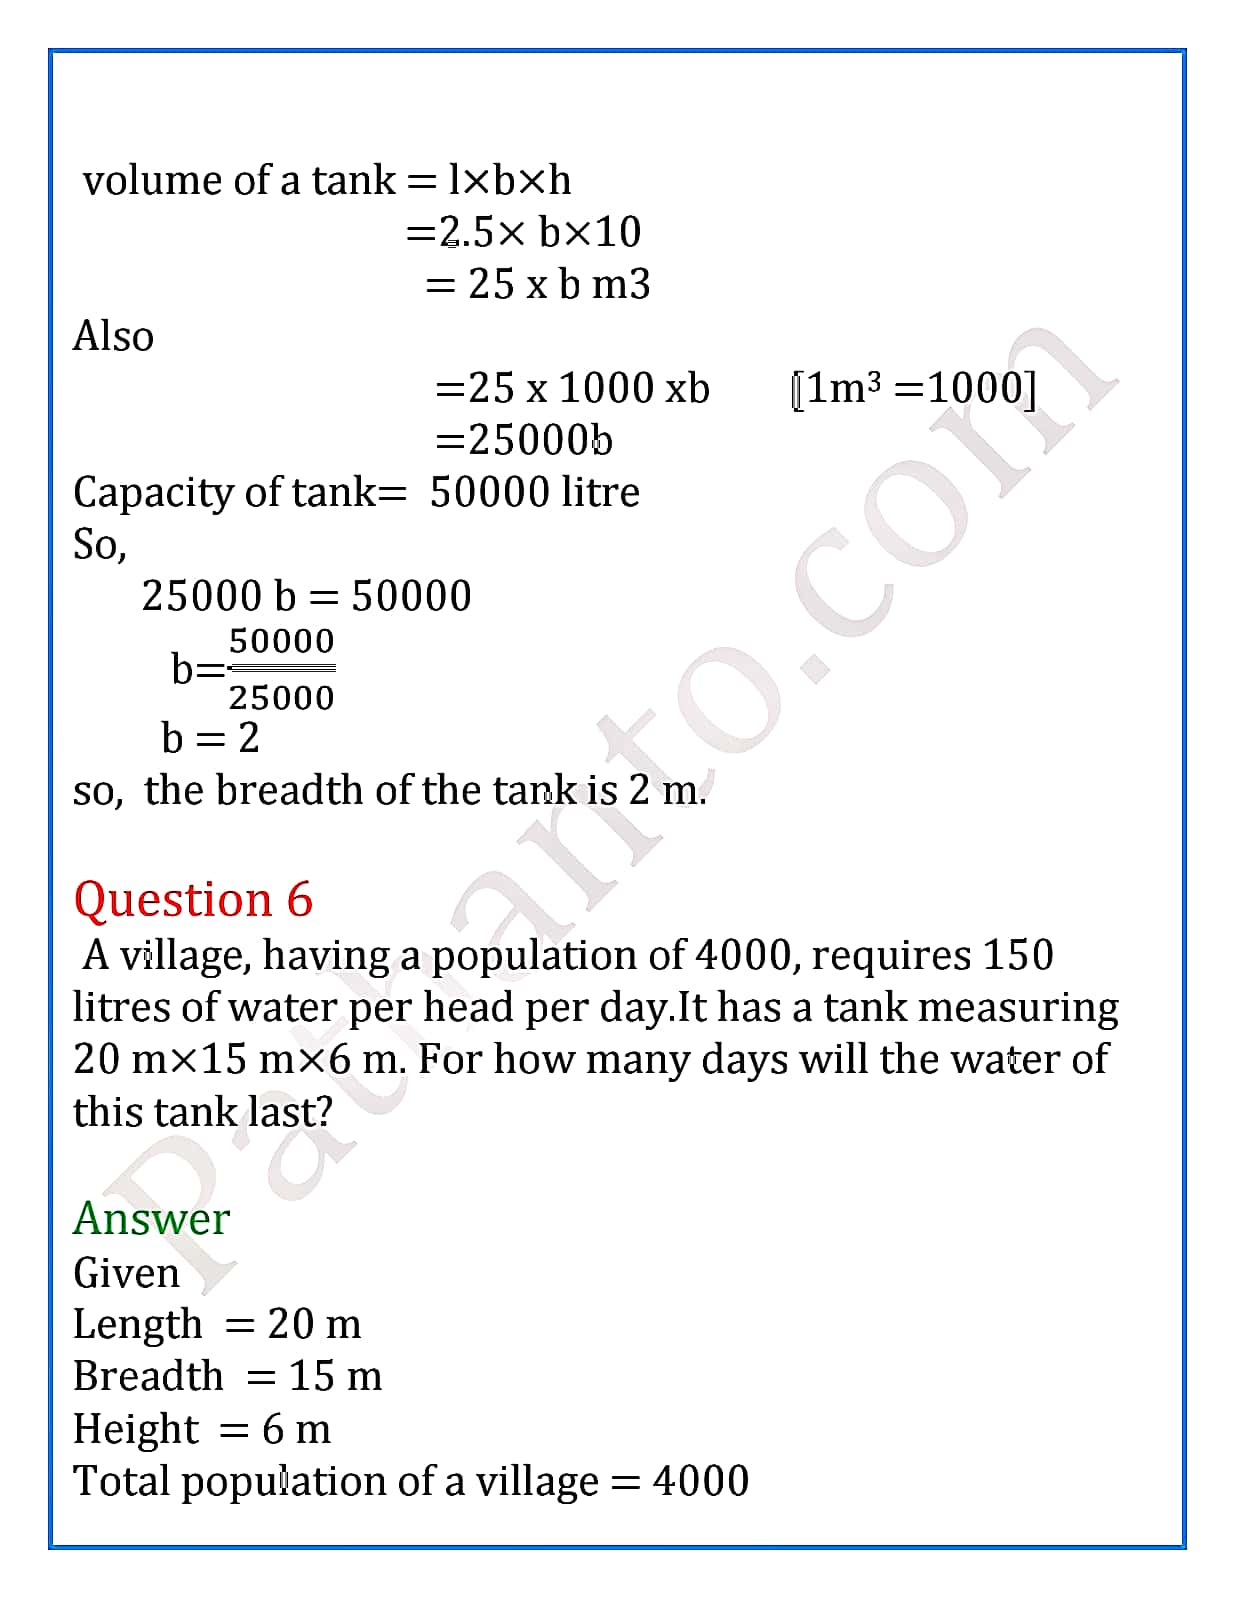 volume of a tank = l×b×h
=2.5× b×10
= 25 x b m3
Also
=25 x 1000 xb [1m³ =1000]
=25000b
Capacity of tank= 50000 litre
So,
25000 b = 50000
b=50000/25000
b = 2
so, the breadth of the tank is 2 m.
Question 6
A village, having a population of 4000, requires 150
litres of water per head per day.It has a tank measuring
20 m×15 m×6 m. For how many days will the water of
this tank last?
Answer
Given
Length = 20 m
Breadth = 15 m
Height = 6 m
Total population of a village = 4000
Pathanto.com